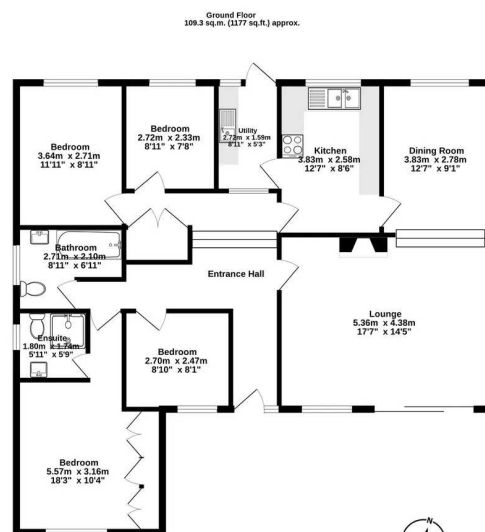 Ground Floor
109.3 sq.m. (1177 sq.ft.) approx.
Bedroom
3.64m x 2.71m
11'11" x 8'11"
Bedroom
2.72m x 2.33m
8'11" x 7'8"
Utility
2.72m x 1.59m
8'11" x 5'3"
Kitchen
3.83m x 2.58m
12'7" x 8'6"
Dining Room
3.83m x 2.78m
12'7" x 9'1"
Bathroom
2.71m x 2.10m
8'11" x 6'11"
Entrance Hall
Lounge
5.36m x 4.38m
17'7" x 14'5"
Ensuite
1.80m x 1.74m
5'11" x 5'9"
Bedroom
2.70m x 2.47m
8'10" x 8'1"
Bedroom
5.57m x 3.16m
18'3" x 10'4"
N